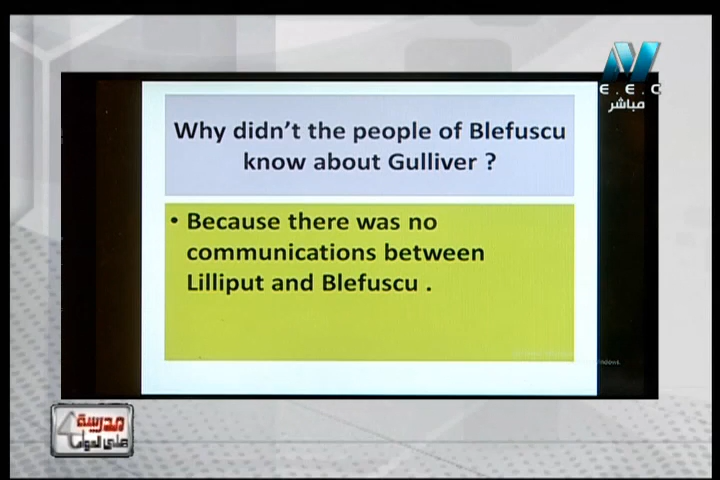 E . E . C
مباشر
Why didn't the people of Blefuscu
know about Gulliver ?
• Because there was no
communications between
Lilliput and Blefuscu .
مدرسة
على الهواء